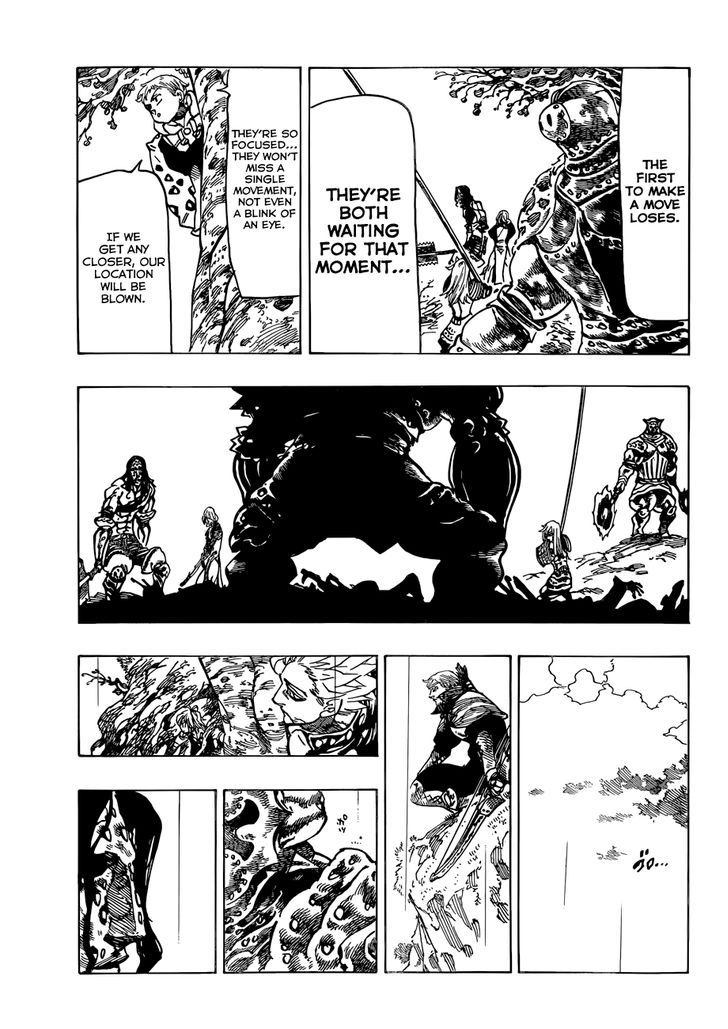 THE FIRST
TO MAKE
A MOVE
LOSES.
THEY'RE
BOTH
WAITING
FOR THAT
MOMENT...
THEY'RE SO
FOCUSED...
THEY WON'T
MISS A
SINGLE
MOVEMENT,
NOT EVEN
A BLINK OF
AN EYE.
IF WE
GET ANY
CLOSER, OUR
LOCATION
WILL BE
BLOWN.